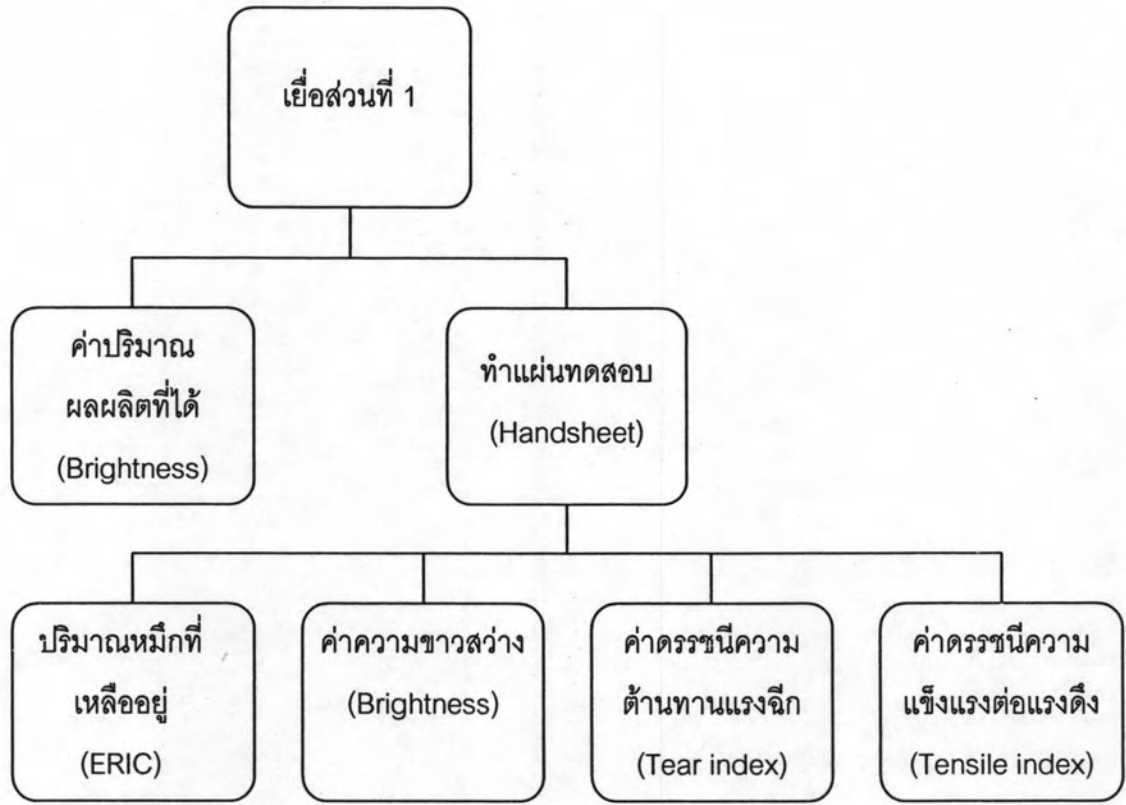 เยื่อส่วนที่ 1
ค่าปริมาณ
ผลผลิตที่ได้
(Brightness)
ทำแผ่นทดสอบ
(Handsheet)
ปริมาณหมึกที่
เหลืออยู่
(ERIC)
ค่าความขาวสว่าง
(Brightness)
ค่าดรรชนีความ
ต้านทานแรงฉีก
(Tear index)
ค่าดรรชนีความ
แข็งแรงต่อแรงดึง
(Tensile index)